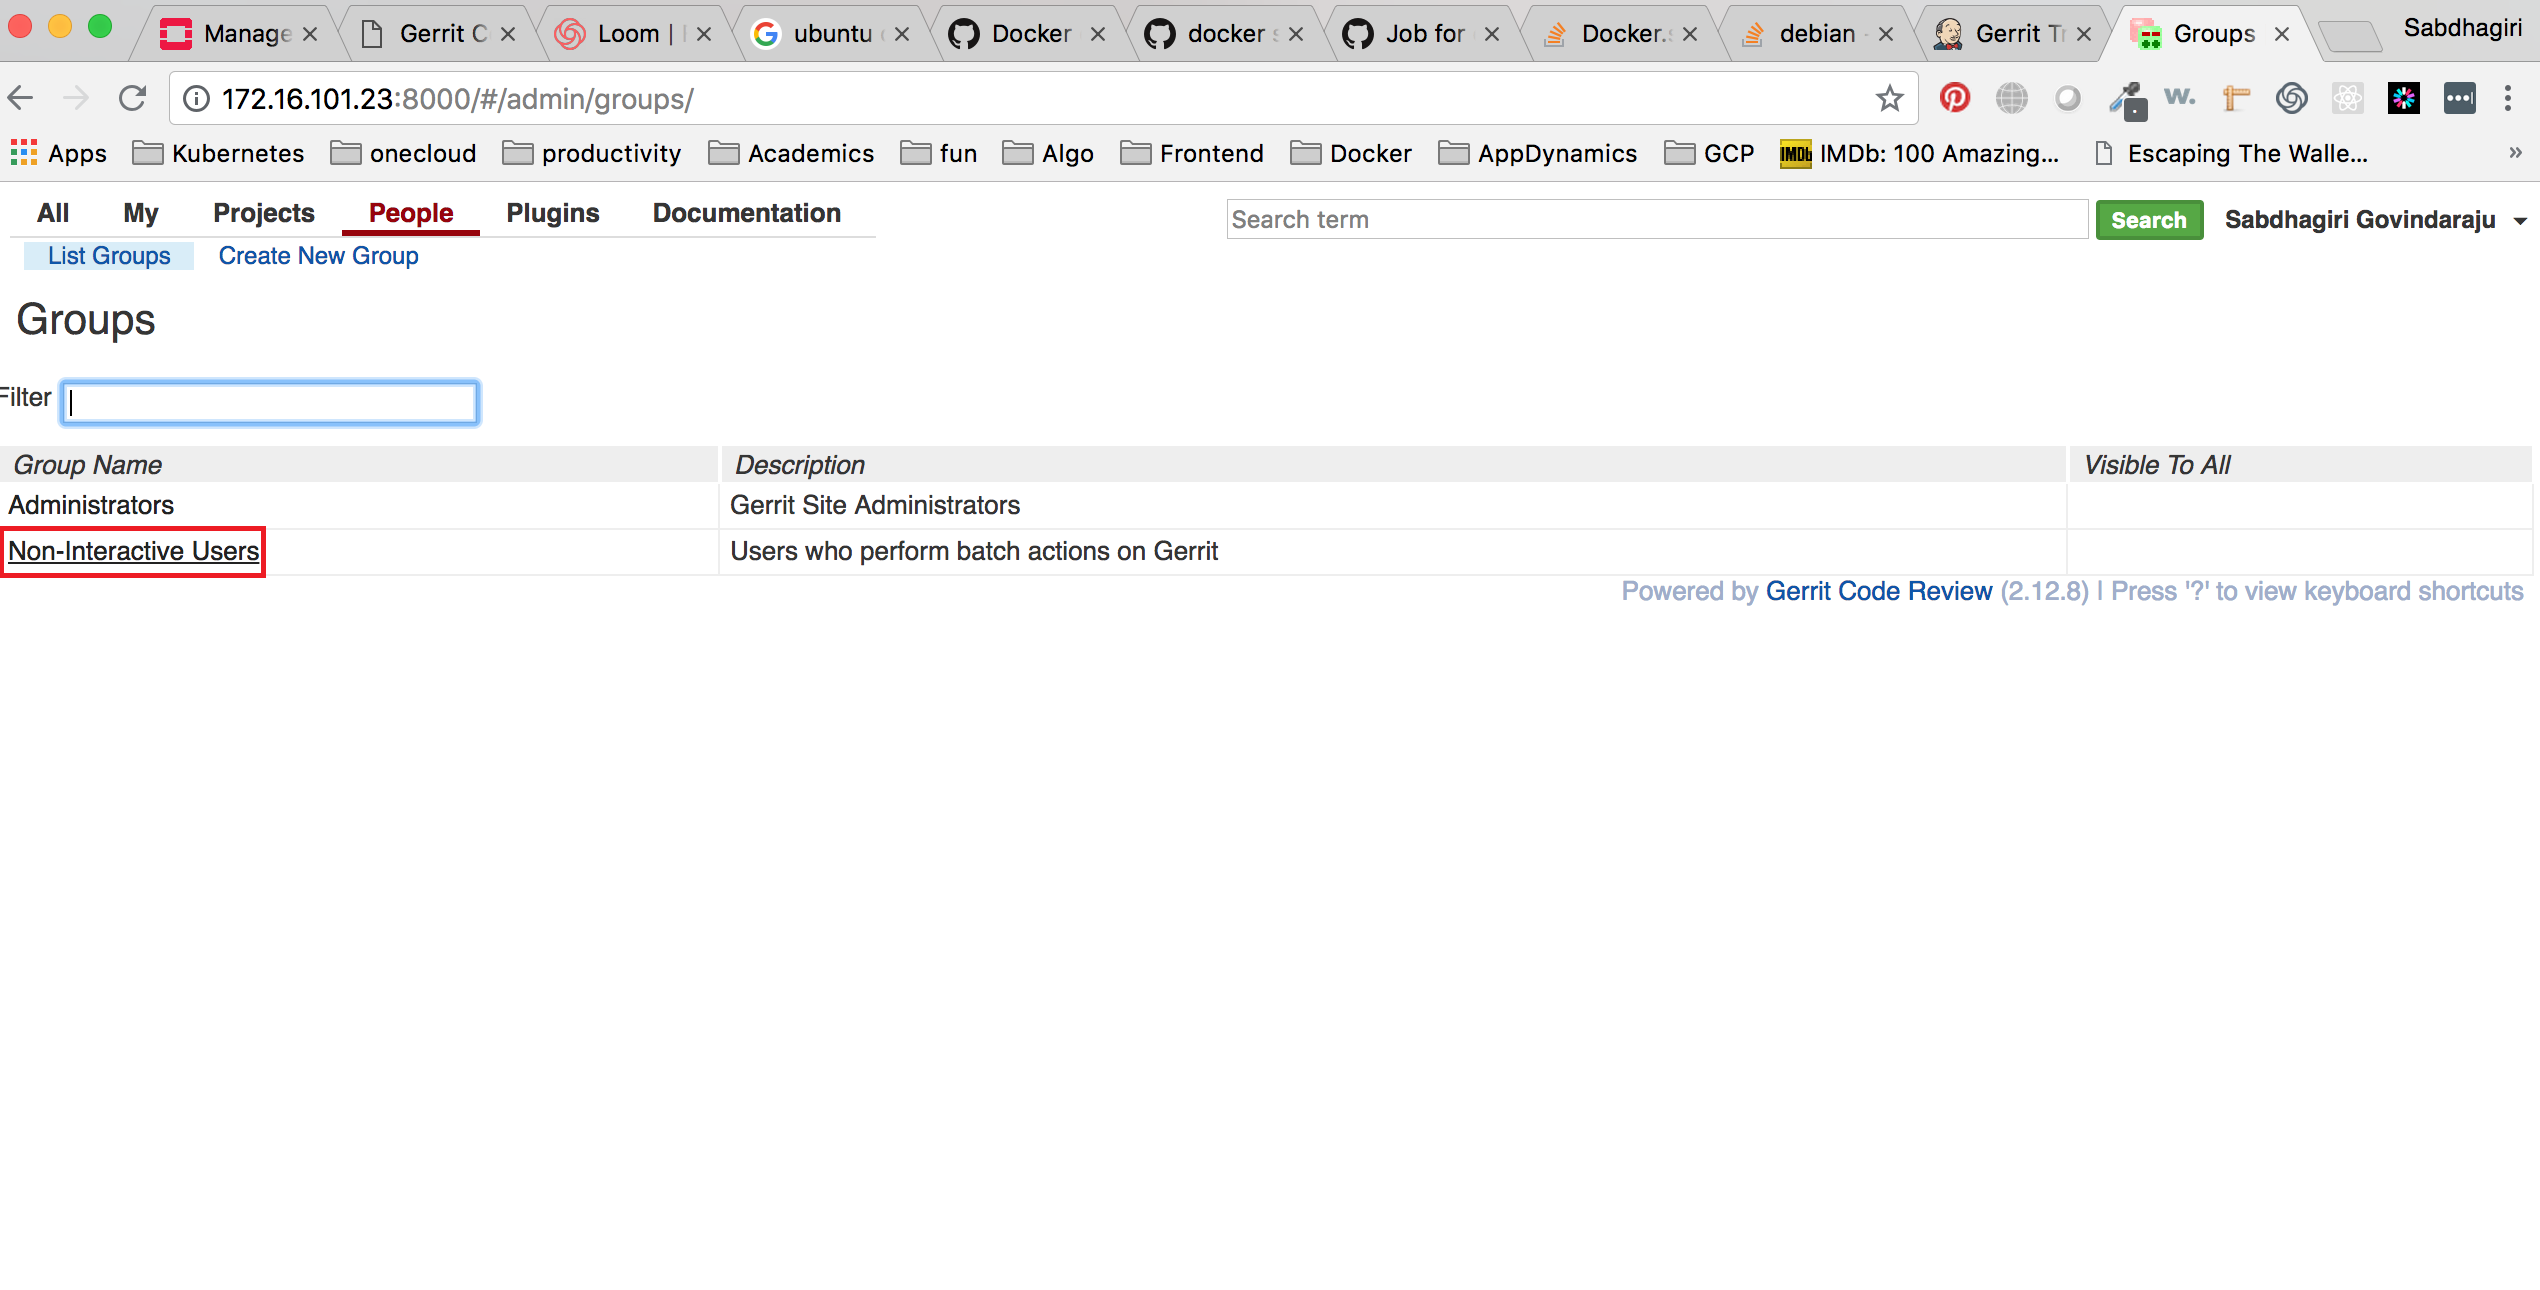 Manage Gerrit C Loom | ubuntu Docker docker s Job for Docker.s debian - Gerrit Tr Groups Sabdhagiri
172.16.101.23:8000/#/admin/groups/
w.
Apps Kubernetes onecloud productivity Academics fun Algo Frontend Docker AppDynamics GCP IMDb IMDb: 100 Amazing... Escaping The Walle... »
All My Projects People Plugins Documentation Search term Search Sabdhagiri Govindaraju
List Groups Create New Group
Groups
Filter
Group Name Description Visible To All
Administrators Gerrit Site Administrators
Non-Interactive Users Users who perform batch actions on Gerrit
Powered by Gerrit Code Review (2.12.8) | Press '?' to view keyboard shortcuts